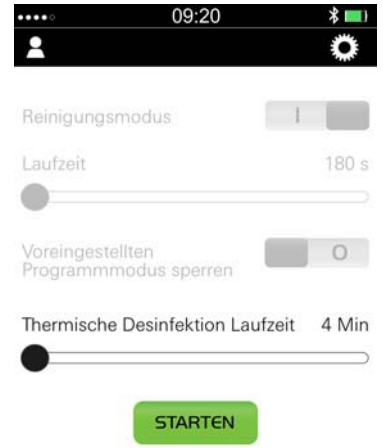 09:20
Reinigungsmodus I
Laufzeit 180 s
Voreingestellten
Programmmodus sperren O
Thermische Desinfektion Laufzeit 4 Min
STARTEN